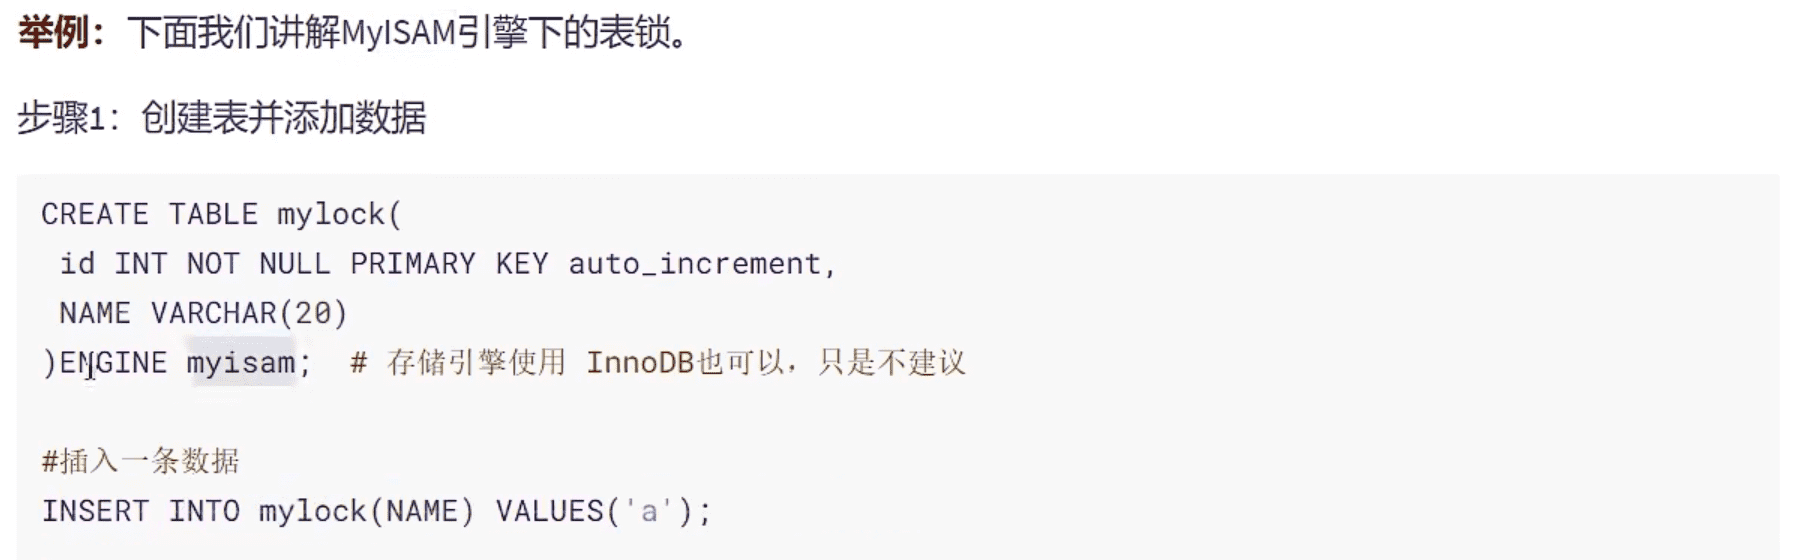 举例：下面我们讲解MyISAM引擎下的表锁。
步骤1：创建表并添加数据
CREATE TABLE mylock(
id INT NOT NULL PRIMARY KEY auto_increment,
NAME VARCHAR(20)
)ENGINE myisam; # 存储引擎使用 InnoDB也可以，只是不建议
#插入一条数据
INSERT INTO mylock(NAME) VALUES('a');